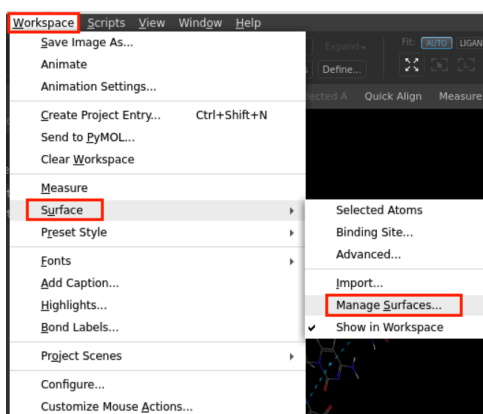 Workspace Scripts View Window Help
Save Image As...
Animate
Animation Settings...
Create Project Entry... Ctrl+Shift+N
Send to PyMOL...
Clear Workspace
Measure
Surface
Preset Style
Fonts
Add Caption...
Highlights...
Bond Labels...
Project Scenes
Configure...
Customize Mouse Actions...
Expand
Fit: AUTO LIGAN
Define...
ected A Quick Align Measure
Selected Atoms
Binding Site...
Advanced...
Import...
Manage Surfaces...
Show in Workspace